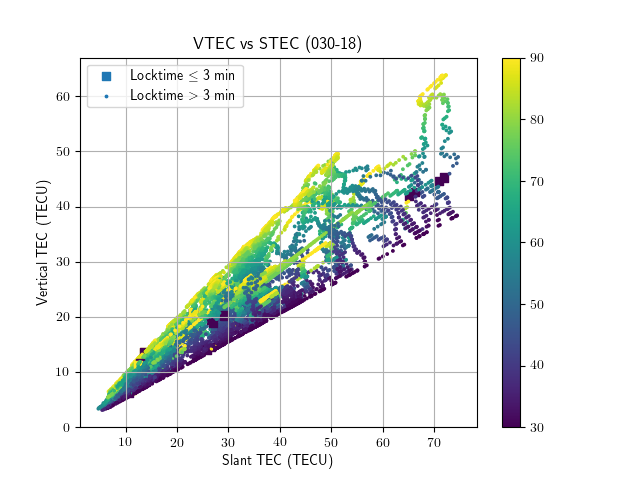 VTEC vs STEC (030-18)
Locktime ≤ 3 min
Locktime > 3 min
Vertical TEC (TECU)
60
50
40
30
20
10
0
10 20 30 40 50 60 70
Slant TEC (TECU)
90
80
70
60
50
40
30